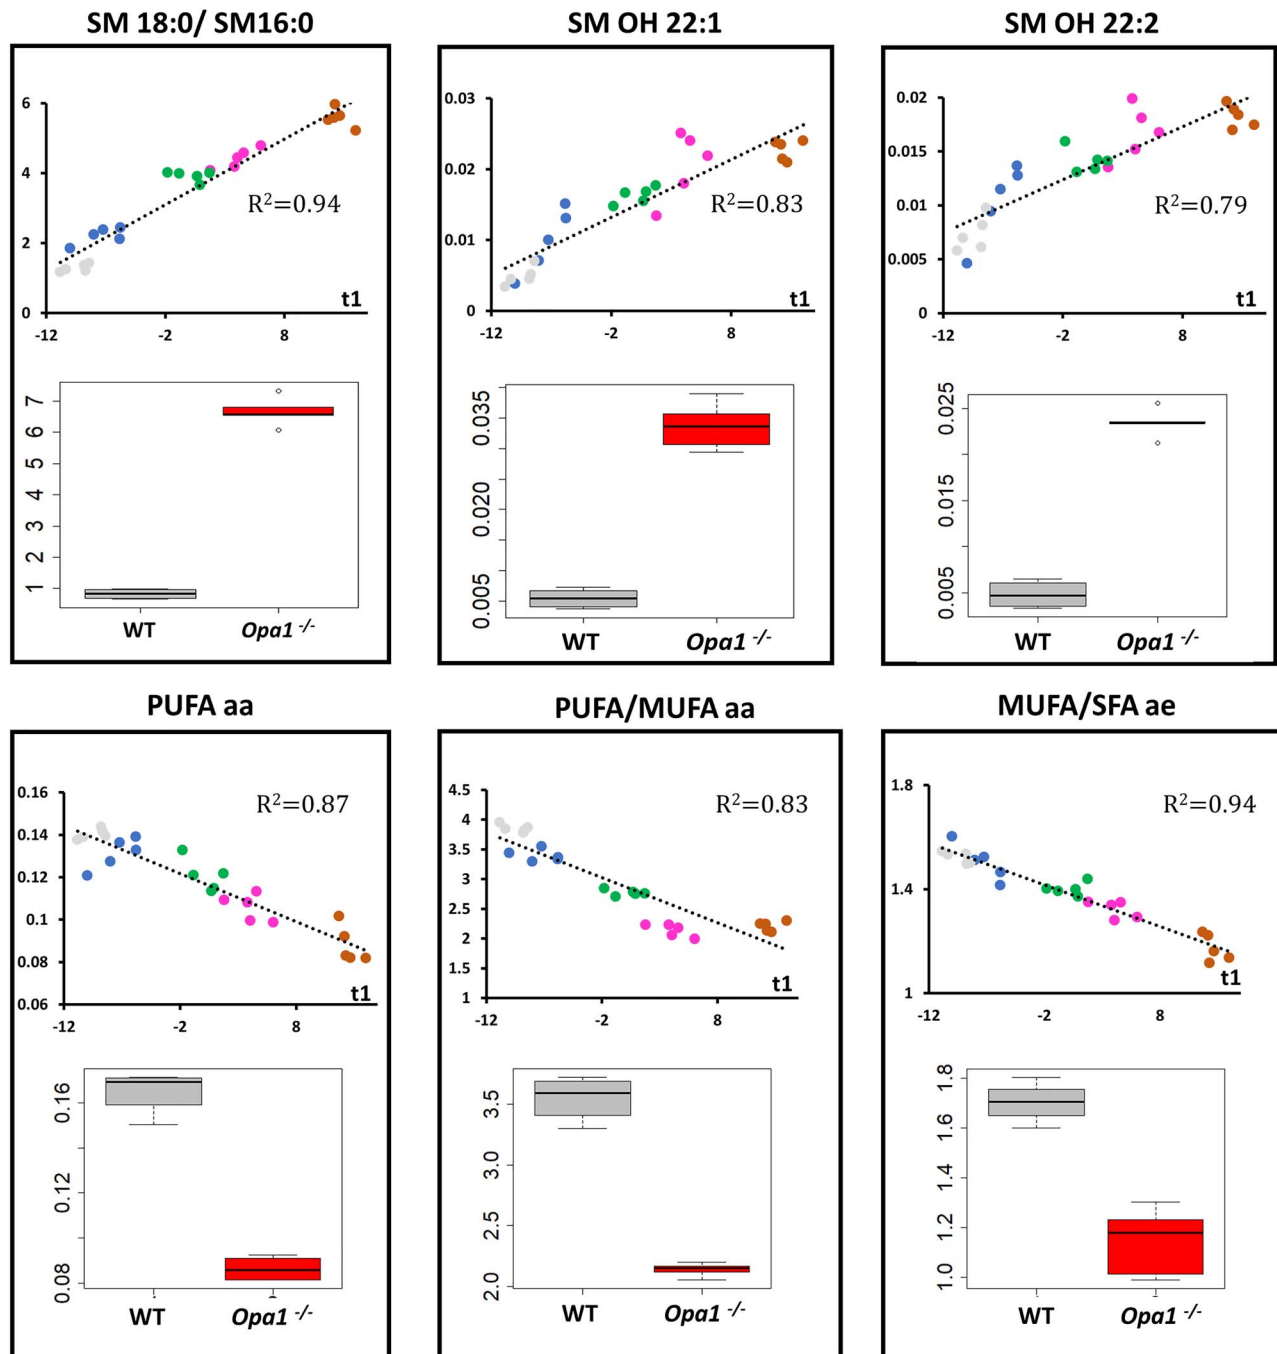 SM 18:0/ SM16:0
6
4
2
0
-12
-2
8
R²=0.94
t1
7
6
5
4
3
2
1
WT
Opa1 -/-
SM OH 22:1
0.03
0.02
0.01
0
-12
-2
8
R²=0.83
t1
0.035
0.020
0.005
WT
Opa1 -/-
SM OH 22:2
0.02
0.015
0.01
0.005
0
-12
-2
8
R²=0.79
t1
0.025
0.015
0.005
WT
Opa1 -/-
PUFA aa
0.16
0.14
0.12
0.1
0.08
0.06
-12
-2
8
R²=0.87
t1
0.16
0.12
0.08
WT
Opa1 -/-
PUFA/MUFA aa
4.5
4
3.5
3
2.5
2
1.5
1
-12
-2
8
R²=0.83
t1
3.5
3.0
2.5
2.0
WT
Opa1 -/-
MUFA/SFA ae
1.8
1.4
1
-12
-2
8
R²=0.94
t1
1.8
1.6
1.4
1.2
1.0
WT
Opa1 -/-